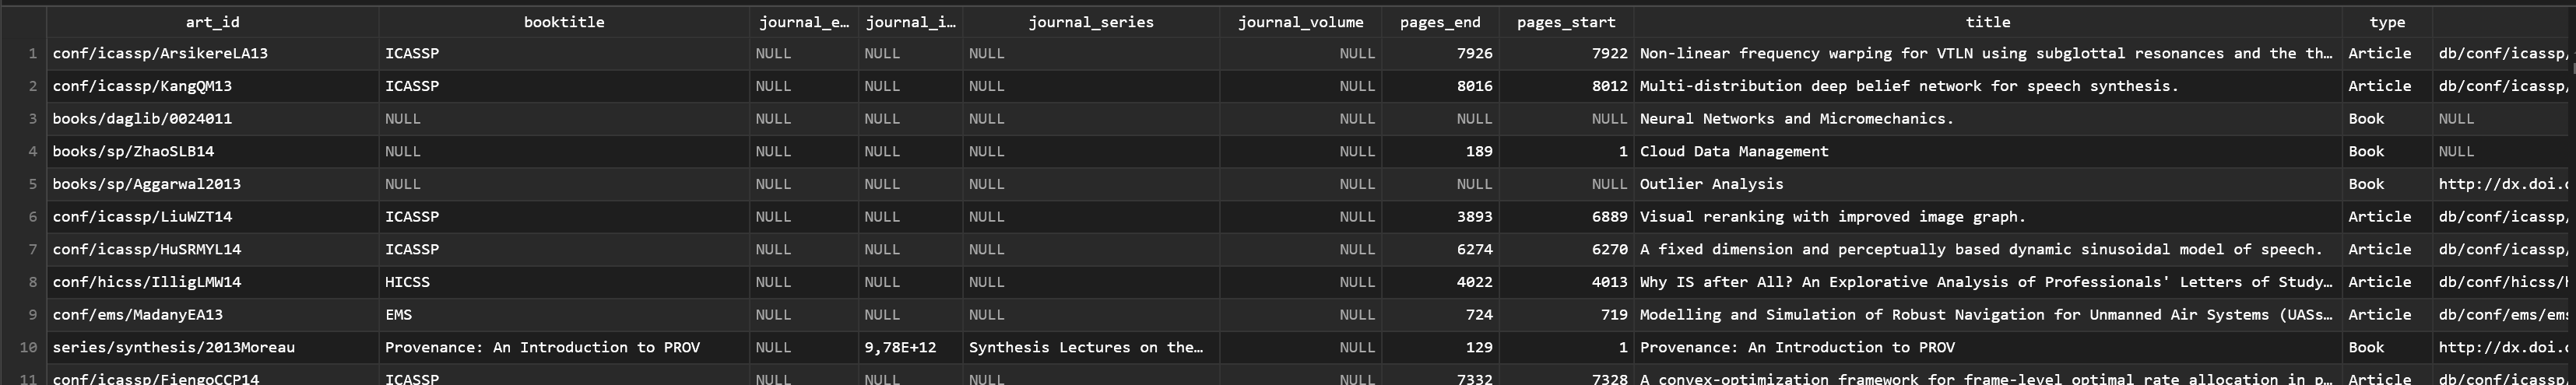 art_id booktitle journal_e… journal_i… journal_series journal_volume pages_end pages_start title type
1 conf/icassp/ArsikereLA13 ICASSP NULL NULL NULL NULL 7926 7922 Non-linear frequency warping for VTLN using subglottal resonances and the th… Article db/conf/icassp/
2 conf/icassp/KangQM13 ICASSP NULL NULL NULL NULL 8016 8012 Multi-distribution deep belief network for speech synthesis. Article db/conf/icassp/
3 books/daglib/0024011 NULL NULL NULL NULL NULL NULL NULL Neural Networks and Micromechanics. Book NULL
4 books/sp/ZhaoSLB14 NULL NULL NULL NULL NULL 189 1 Cloud Data Management Book NULL
5 books/sp/Aggarwal2013 NULL NULL NULL NULL NULL NULL NULL Outlier Analysis Book http://dx.doi.o
6 conf/icassp/LiuWZT14 ICASSP NULL NULL NULL NULL 3893 6889 Visual reranking with improved image graph. Article db/conf/icassp/
7 conf/icassp/HuSRMYL14 ICASSP NULL NULL NULL NULL 6274 6270 A fixed dimension and perceptually based dynamic sinusoidal model of speech. Article db/conf/icassp/
8 conf/hicss/IlligLMW14 HICSS NULL NULL NULL NULL 4022 4013 Why IS after All? An Explorative Analysis of Professionals' Letters of Study… Article db/conf/hicss/h
9 conf/ems/MadanyEA13 EMS NULL NULL NULL NULL 724 719 Modelling and Simulation of Robust Navigation for Unmanned Air Systems (UASs… Article db/conf/ems/ems
10 series/synthesis/2013Moreau Provenance: An Introduction to PROV NULL 9,78E+12 Synthesis Lectures on the… NULL 129 1 Provenance: An Introduction to PROV Book http://dx.doi.o
11 conf/icassp/FiengoCCP14 ICASSP NULL NULL NULL NULL 7332 7328 A convex-optimization framework for frame-level optimal rate allocation in p… Article db/conf/icassp/